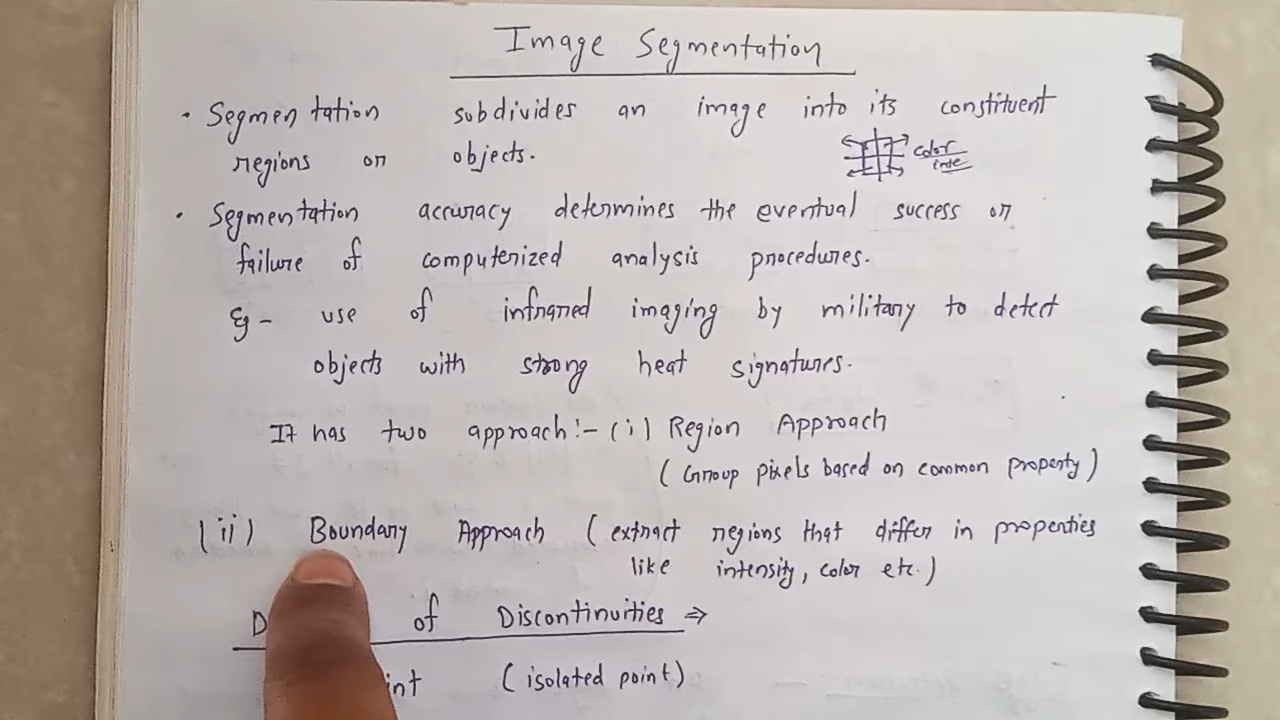 Image Segmentation
• Segmentation subdivides an image into its constituent
regions or objects.
color
inte
• Segmentation accuracy determines the eventual success or
failure of computerized analysis procedures.
Eg - use of infrared imaging by military to detect
objects with strong heat signatures.
It has two approach :- (i) Region Approach
(Group pixels based on common property)
(ii) Boundary Approach (extract regions that differ in properties
like intensity, color etc.)
of Discontinuities ⇒
(isolated point)